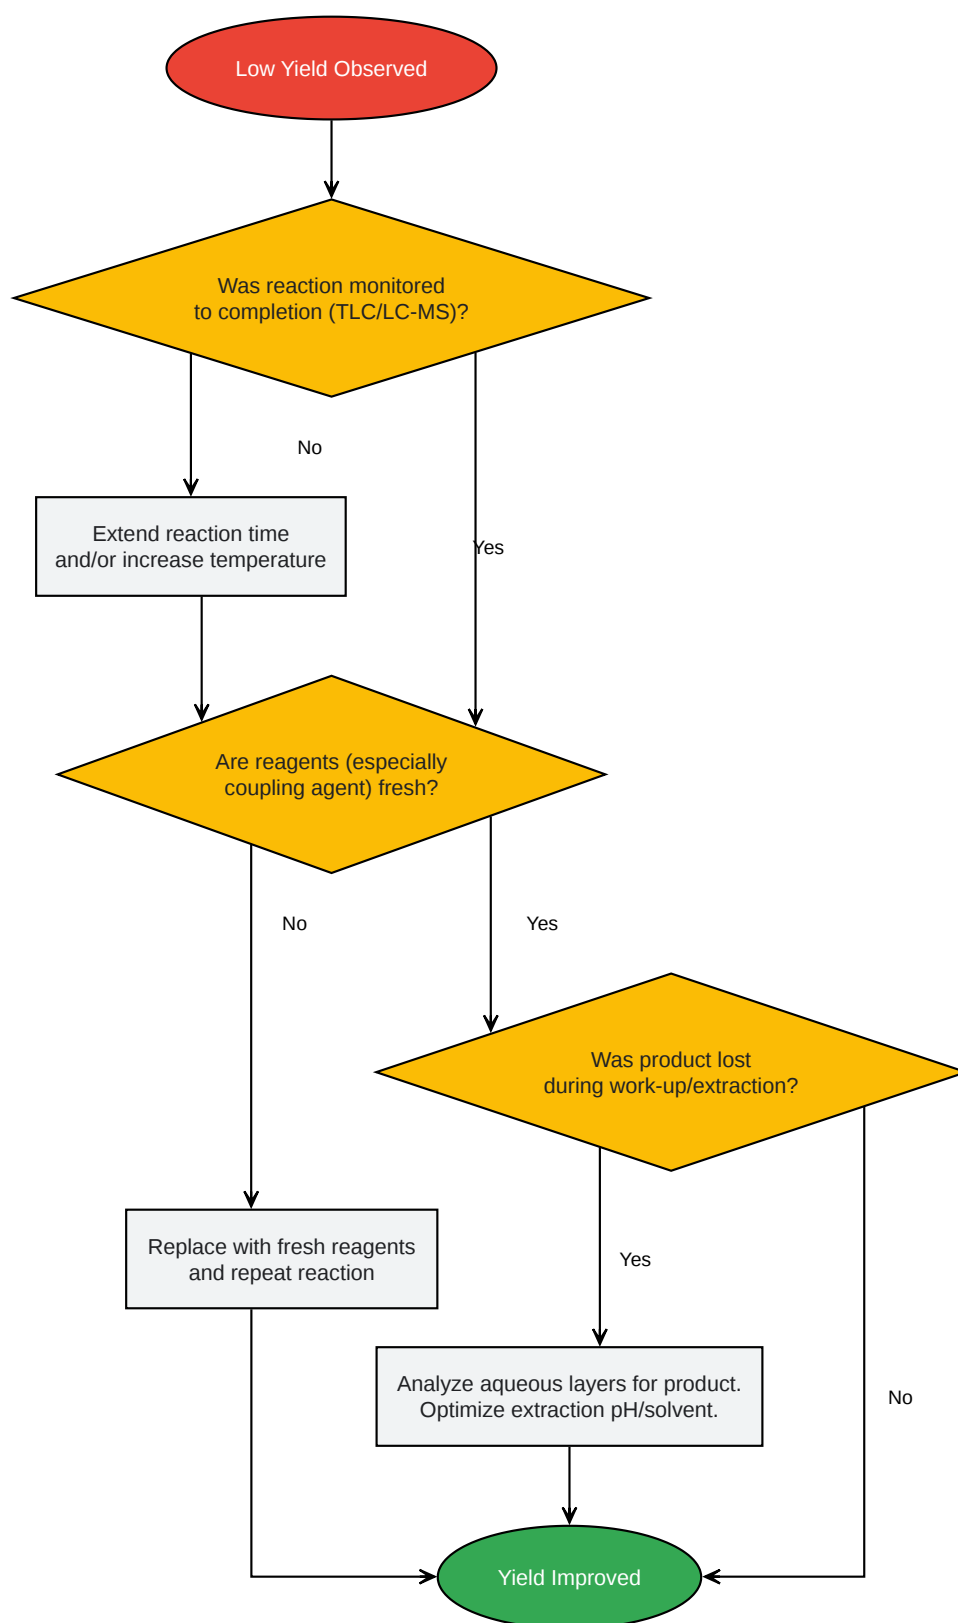 Low Yield Observed
Was reaction monitored
to completion (TLC/LC-MS)?
No
Extend reaction time
and/or increase temperature
Yes
Are reagents (especially
coupling agent) fresh?
No
Yes
Was product lost
during work-up/extraction?
Replace with fresh reagents
and repeat reaction
Yes
Analyze aqueous layers for product.
Optimize extraction pH/solvent.
No
Yield Improved